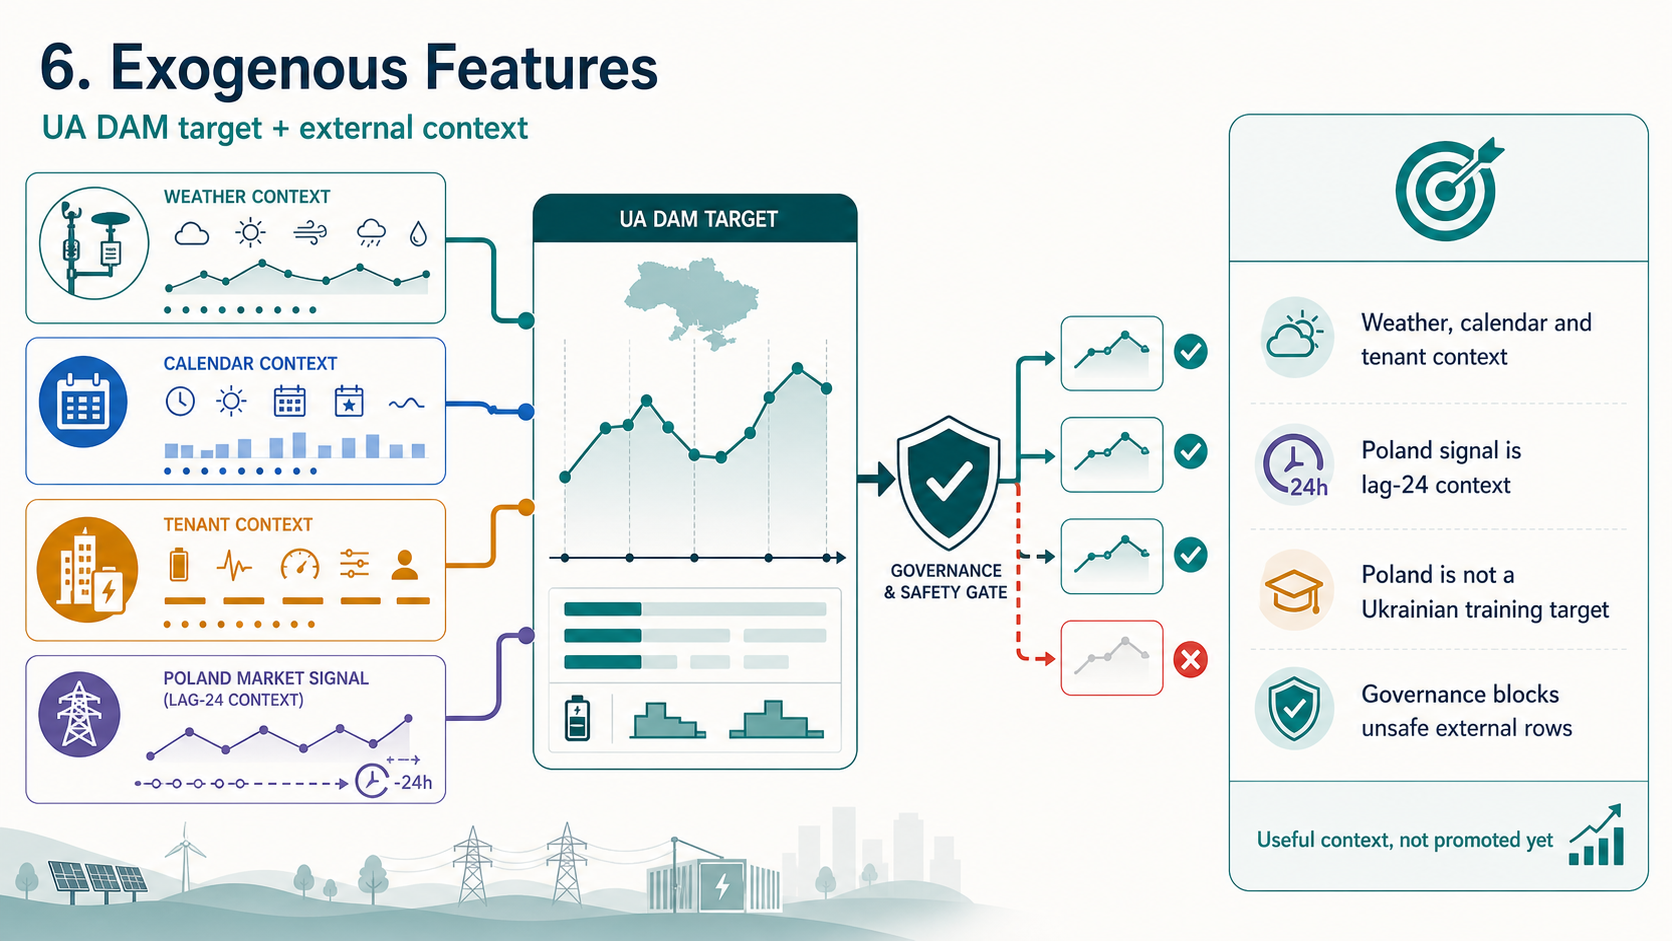 6. Exogenous Features
UA DAM target + external context
WEATHER CONTEXT
CALENDAR CONTEXT
TENANT CONTEXT
POLAND MARKET SIGNAL
(LAG-24 CONTEXT)
-24h
UA DAM TARGET
GOVERNANCE
& SAFETY GATE
Weather, calendar and
tenant context
24h
Poland signal is
lag-24 context
Poland is not a
Ukrainian training target
Governance blocks
unsafe external rows
Useful context, not promoted yet